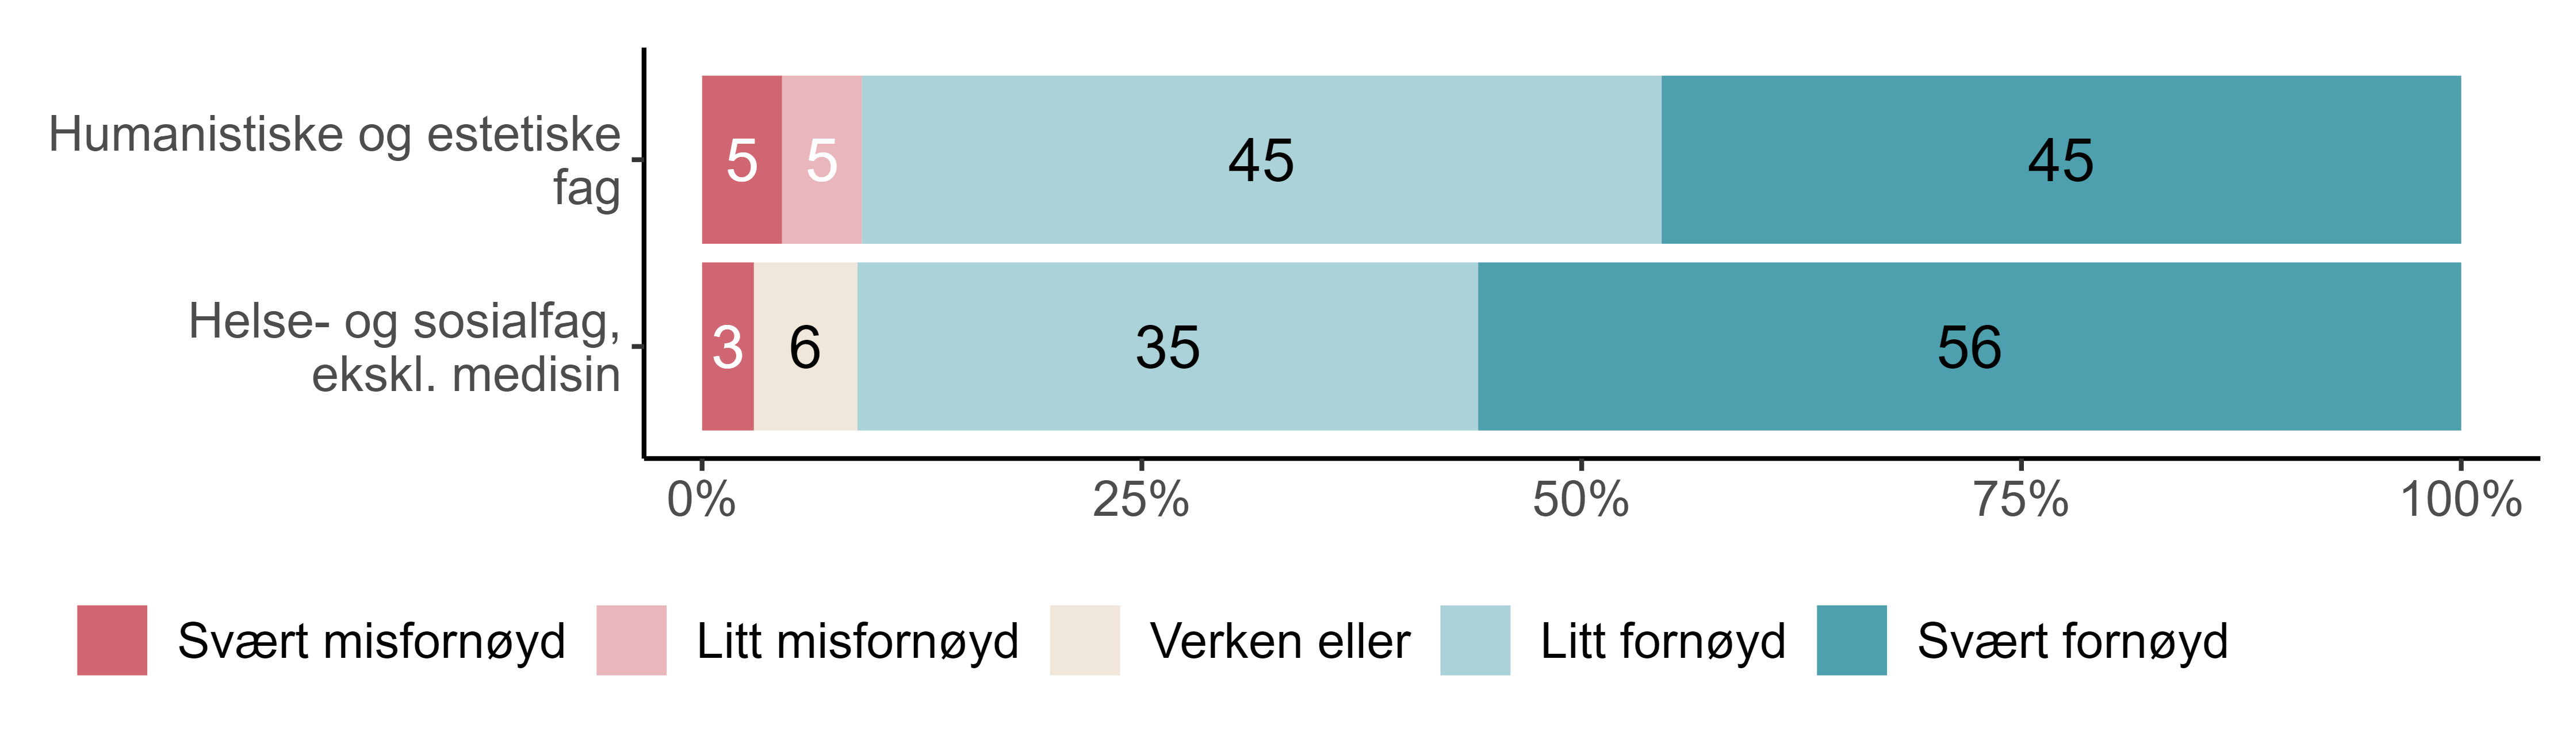 Humanistiske og estetiske
fag
5 5 45 45
Helse- og sosialfag,
ekskl. medisin
3 6 35 56
0% 25% 50% 75% 100%
Svært misfornøyd Litt misfornøyd Verken eller Litt fornøyd Svært fornøyd